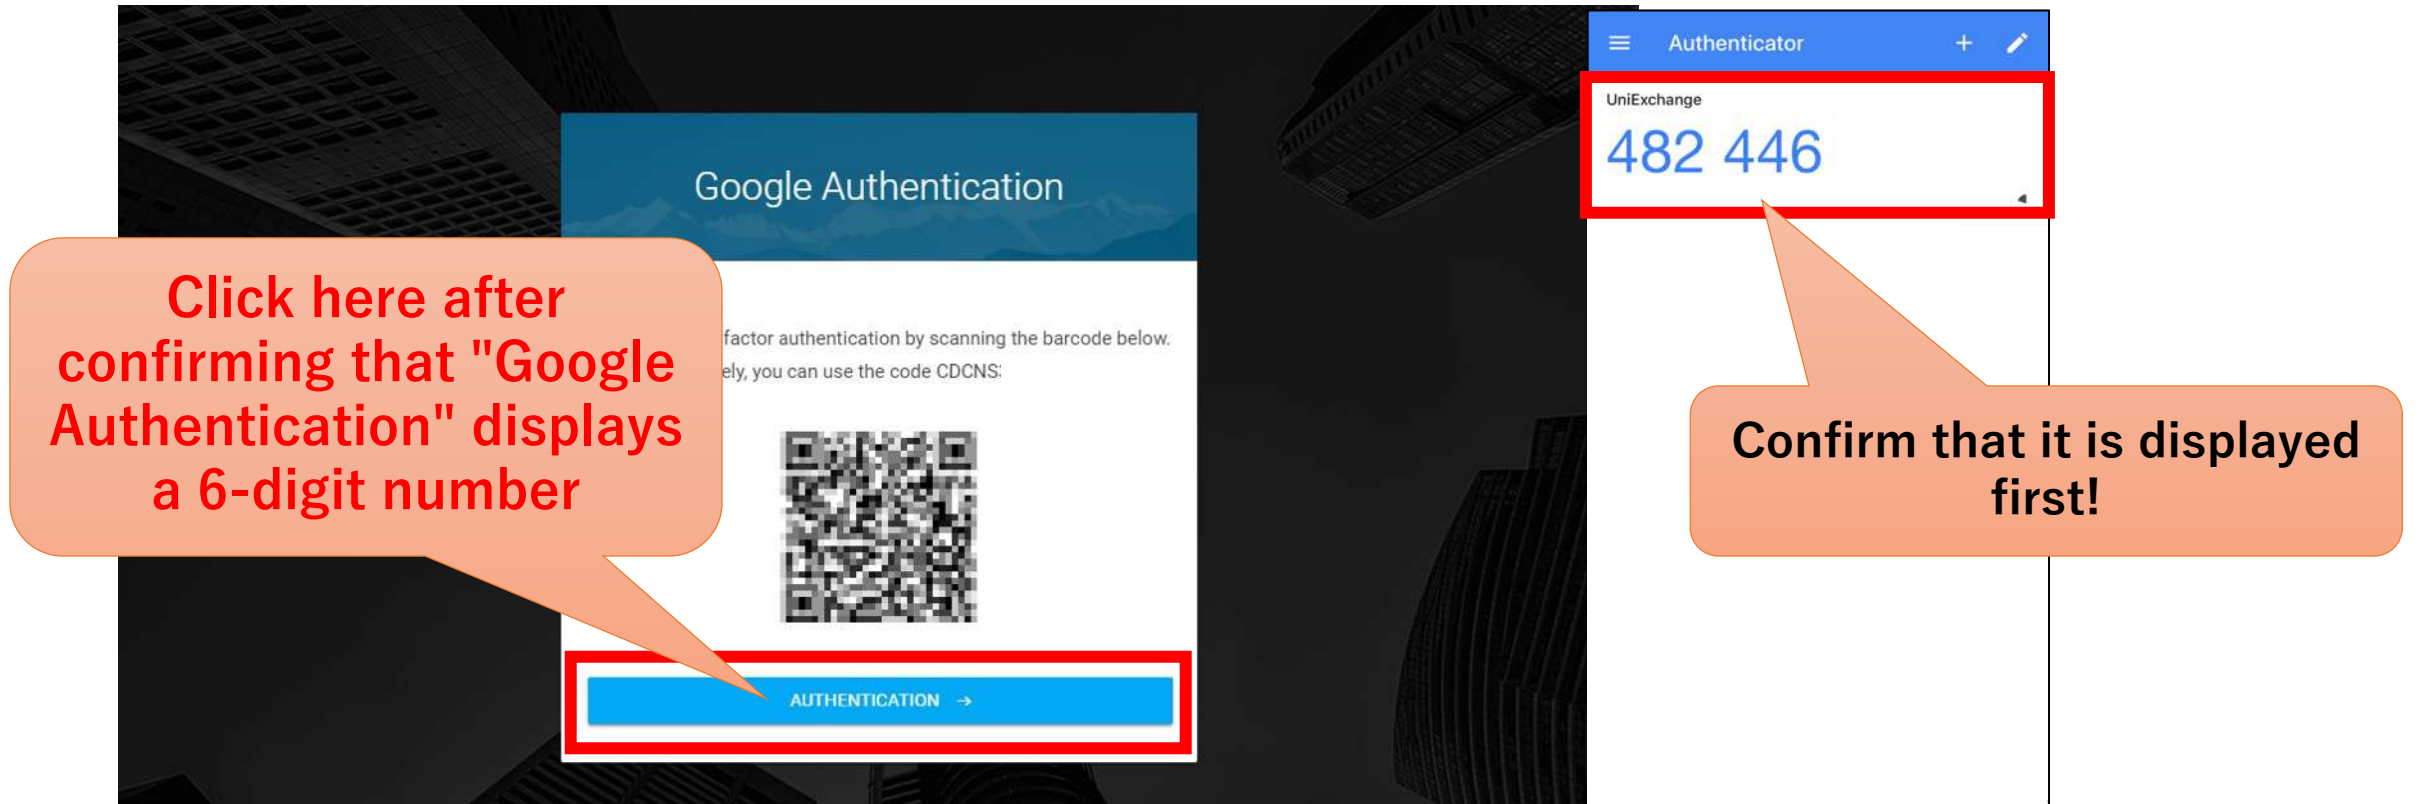 Google Authentication
Click here after
confirming that "Google
Authentication" displays
a 6-digit number
factor authentication by scanning the barcode below.
ely, you can use the code CDCNS
AUTHENTICATION →
Authenticator
UniExchange
482 446
Confirm that it is displayed
first!